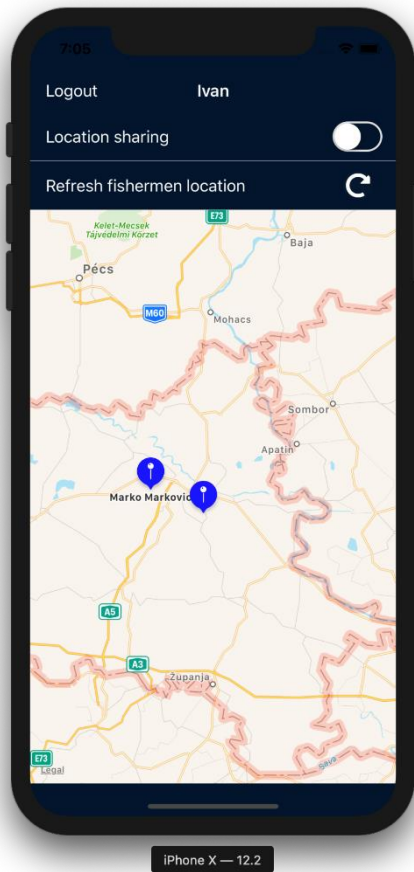 7:05
Logout
Ivan
Location sharing
Refresh fishermen location
E73
Kelet-Mecsek
Tájvédelmi Körzet
Baja
Pécs
M60
Mohacs
Sombor
Apatin
Marko Markovic
A5
A3
Županja
E73
Legal
Sava
iPhone X — 12.2